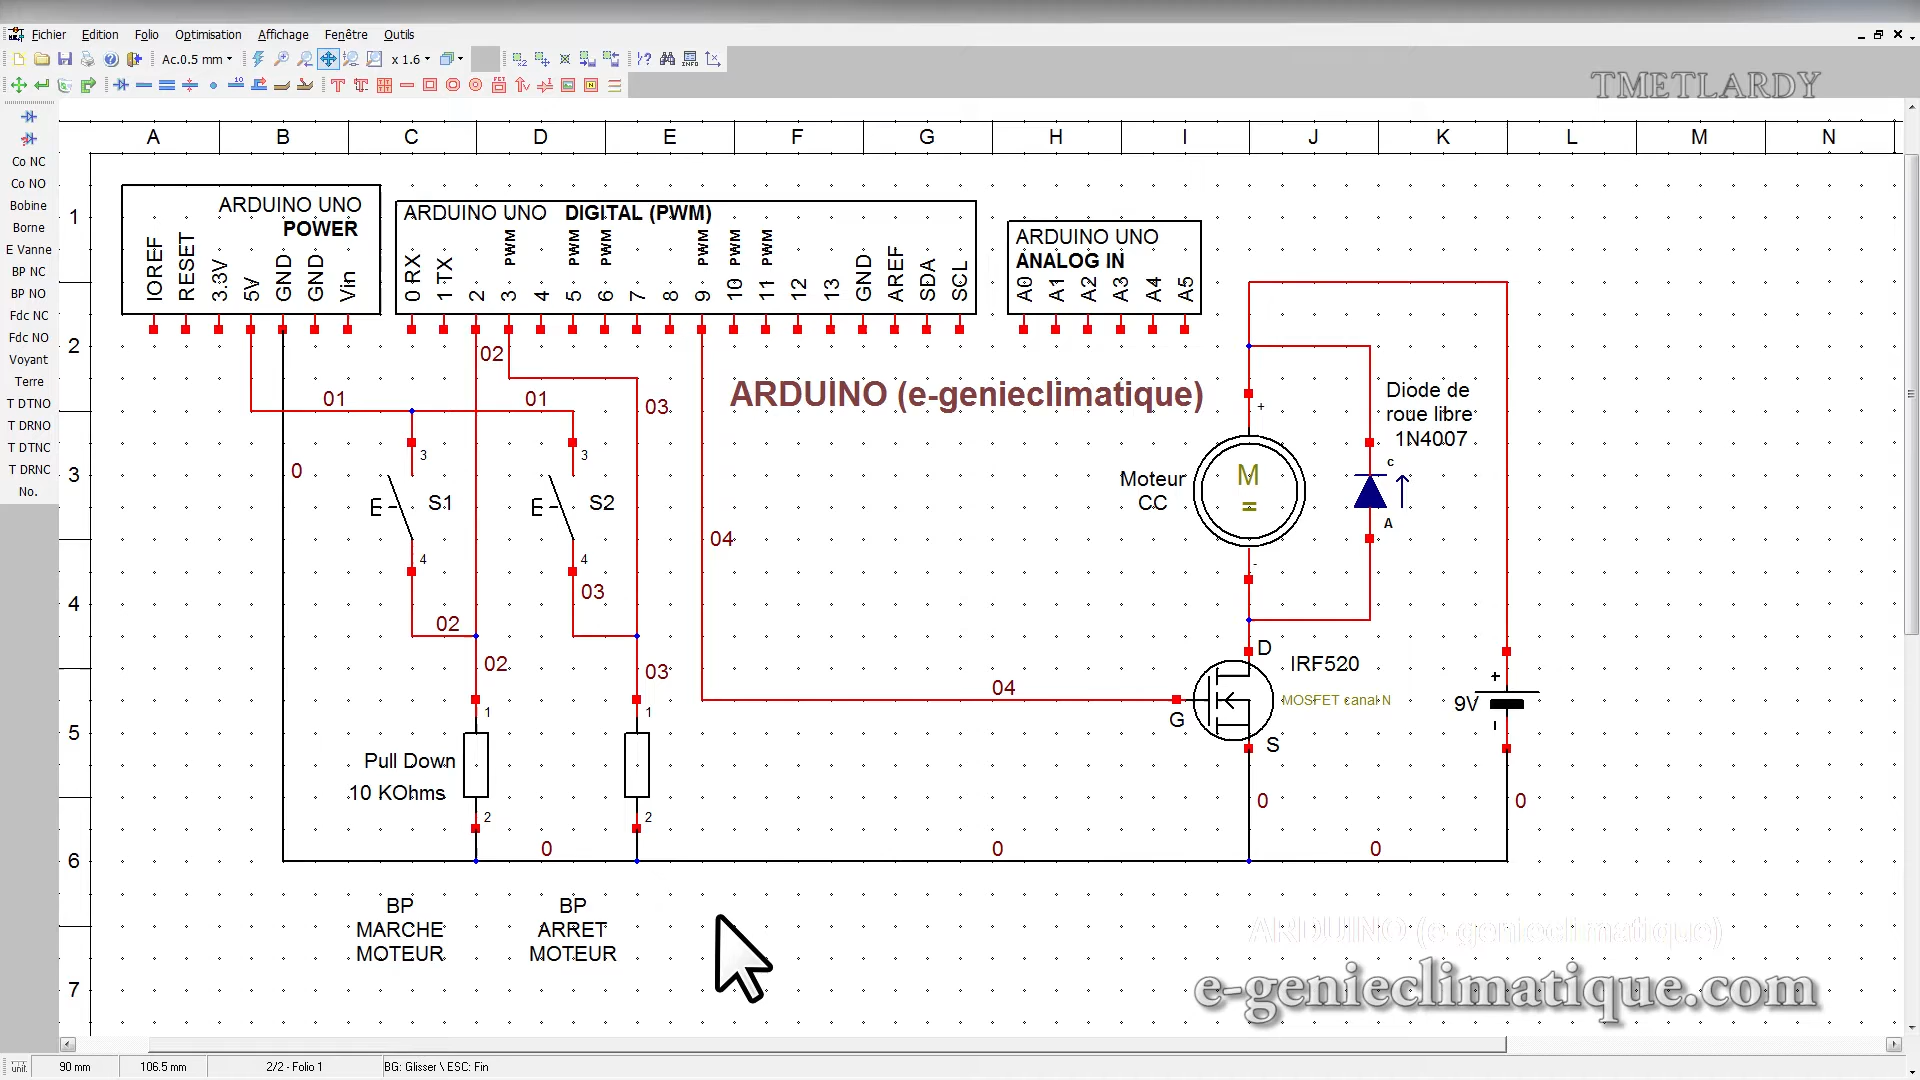 Fichier Edition Folio Optimisation Affichage Fenêtre Outils
Ac.0.5 mm x 1.6
TMETLARDY
Co NC
Co NO
Bobine
Borne
E Vanne
BP NC
BP NO
Fdc NC
Fdc NO
Voyant
Terre
T DTNO
T DRNO
T DTNC
T DRNC
No.
A B C D E F G H I J K L M N
1
2
3
4
5
6
7
ARDUINO UNO
POWER
IOREF RESET 3.3V 5V GND GND Vin
ARDUINO UNO DIGITAL (PWM)
PWM PWM PWM PWM PWM PWM
0 RX 1 TX 2 3 4 5 6 7 8 9 10 11 12 13 GND AREF SDA SCL
ARDUINO UNO
ANALOG IN
A0 A1 A2 A3 A4 A5
02
01 01 03
ARDUINO (e-genieclimatique)
Diode de
roue libre
1N4007
+
3 3
0
E S1 E S2
4 4
04
03
02
02 03
Moteur
CC
M
=
-
C
A
D
IRF520
MOSFET canal N
G
S
04
9V
+
-
1 1
Pull Down
10 KOhms
2 2
0 0
0 0 0
BP
MARCHE
MOTEUR
BP
ARRET
MOTEUR
ARDUINO (e-genieclimatique)
e-genieclimatique.com
unif. 90 mm 106.5 mm 2/2 - Folio 1 BG: Glisser \ ESC: Fin